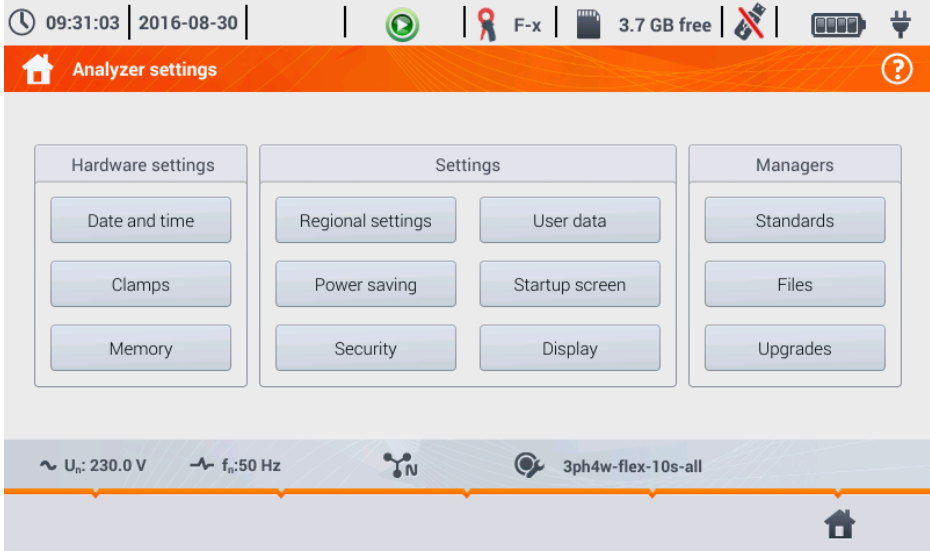 09:31:03 2016-08-30 F-x 3.7 GB free
Analyzer settings ?
Hardware settings Settings Managers
Date and time Regional settings User data Standards
Clamps Power saving Startup screen Files
Memory Security Display Upgrades
Un: 230.0 V fn:50 Hz N 3ph4w-flex-10s-all